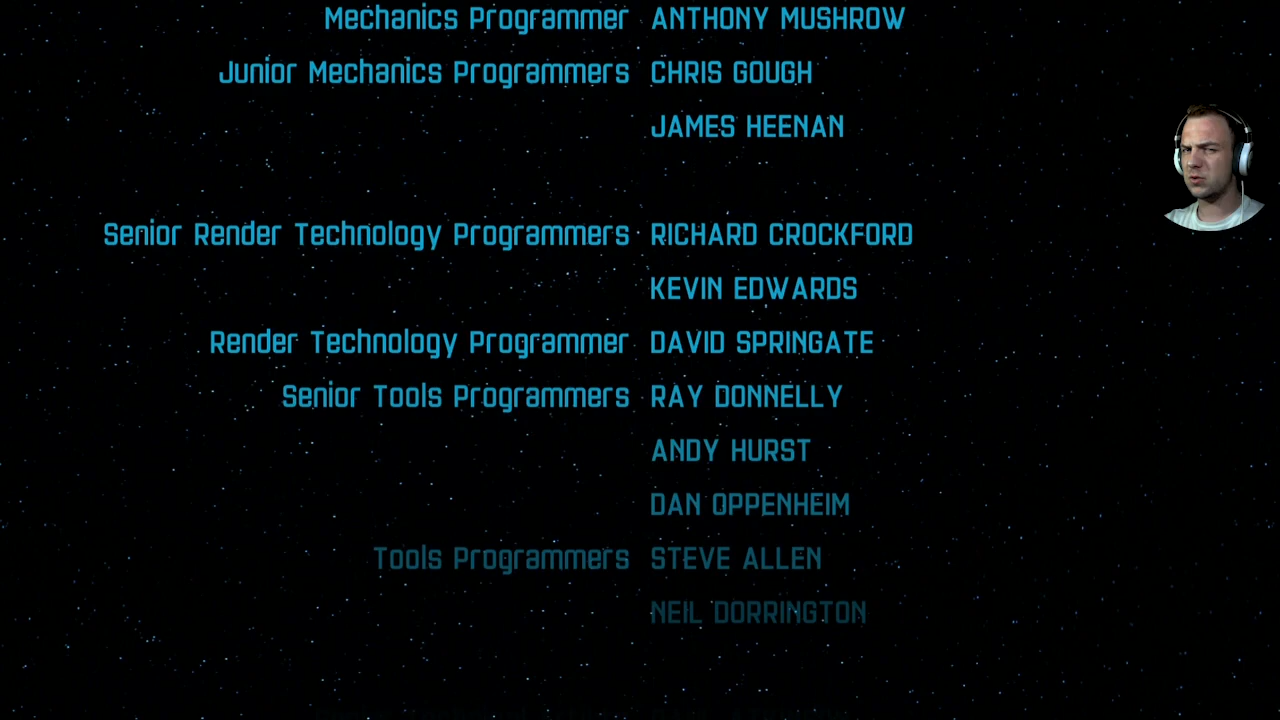 Mechanics Programmer ANTHONY MUSHROW
Junior Mechanics Programmers CHRIS GOUGH
JAMES HEENAN
Senior Render Technology Programmers RICHARD CROCKFORD
KEVIN EDWARDS
Render Technology Programmer DAVID SPRINGATE
Senior Tools Programmers RAY DONNELLY
ANDY HURST
DAN OPPENHEIM
Tools Programmers STEVE ALLEN
NEIL DORRINGTON